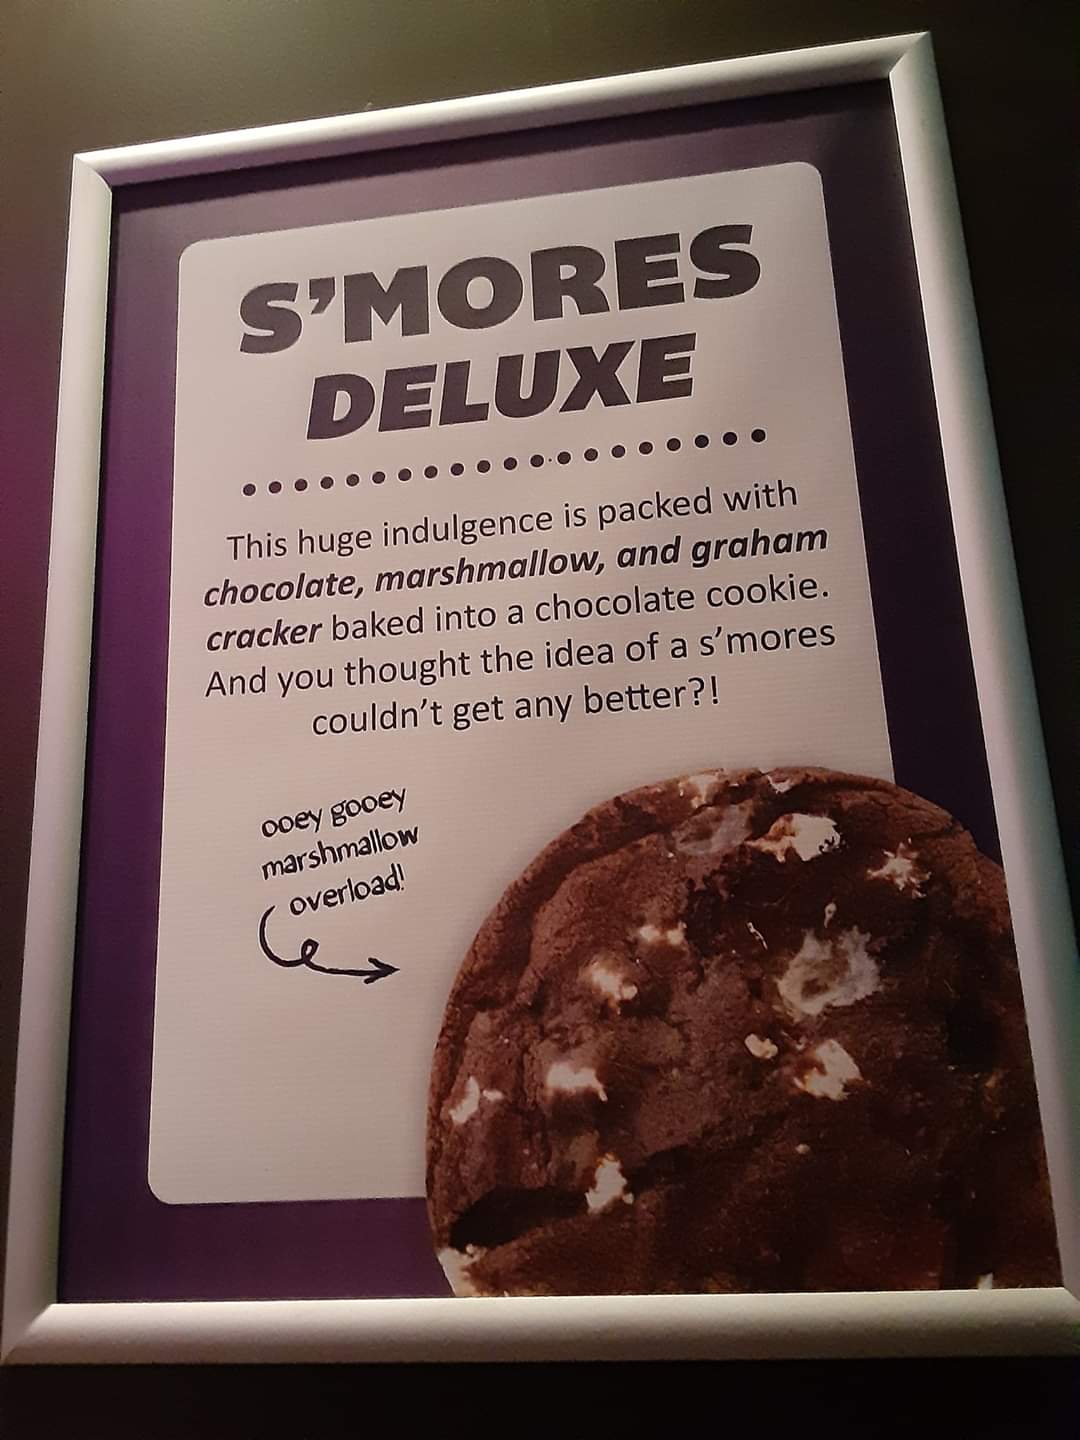 S'MORES
DELUXE
This huge indulgence is packed with
chocolate, marshmallow, and graham
cracker baked into a chocolate cookie.
And you thought the idea of a s'mores
couldn't get any better?!
ooey gooey
marshmallow
overload!